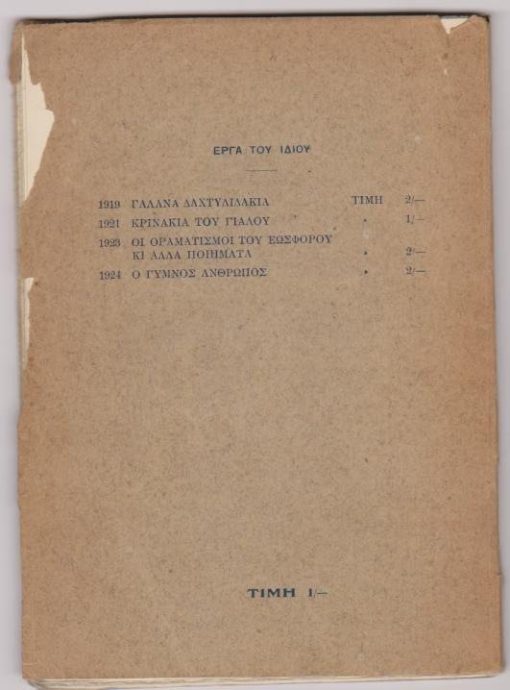 ΕΡΓΑ ΤΟΥ ΙΔΙΟΥ
1919 ΓΑΛΑΝΑ ΔΑΧΤΥΛΙΔΑΚΙΑ ΤΙΜΗ 2/—
1921 ΚΡΙΝΑΚΙΑ ΤΟΥ ΓΙΑΛΟΥ » 1/—
1923 ΟΙ ΟΡΑΜΑΤΙΣΜΟΙ ΤΟΥ ΕΩΣΦΟΡΟΥ
ΚΙ ΑΛΛΑ ΠΟΙΗΜΑΤΑ » 2/—
1924 Ο ΓΥΜΝΟΣ ΑΝΘΡΩΠΟΣ » 2/—
ΤΙΜΗ 1/—